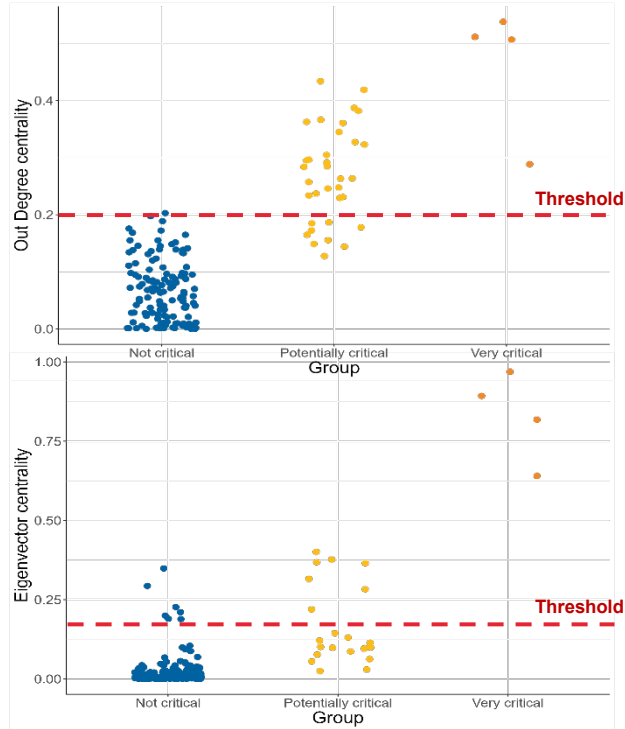 Out Degree centrality
0.4
0.2
0.0
Threshold
Not critical
Potentially critical
Very critical
Group
Eigenvector centrality
1.00
0.75
0.50
0.25
0.00
Threshold
Not critical
Potentially critical
Very critical
Group